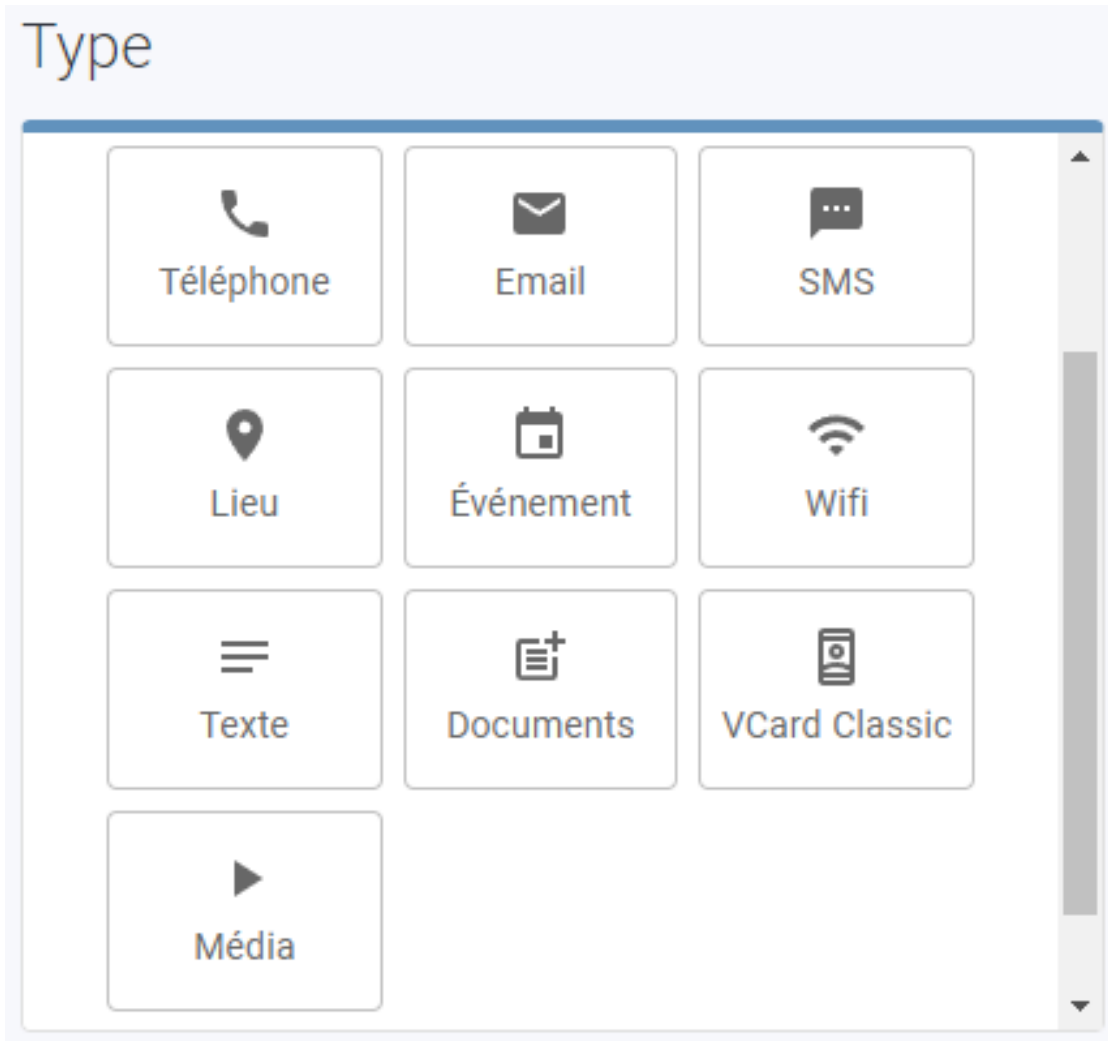 Type
Téléphone
Email
SMS
Lieu
Événement
Wifi
Texte
Documents
VCard Classic
Média